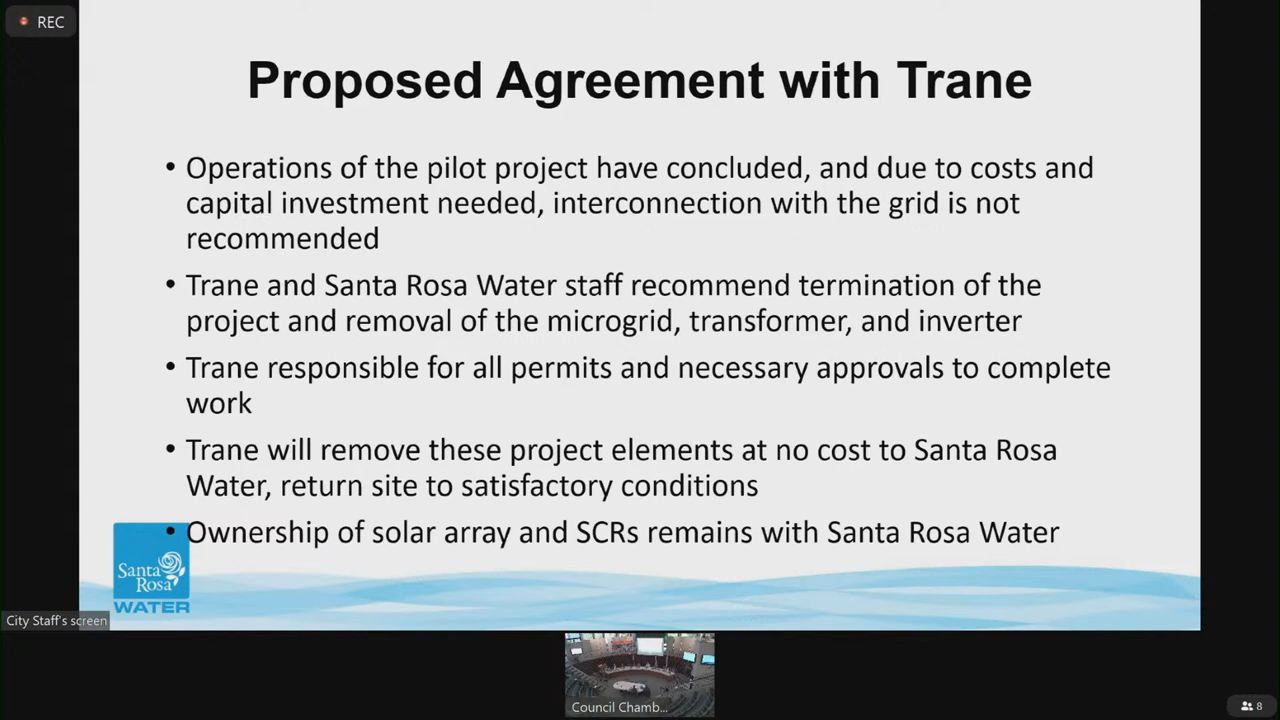 REC
Proposed Agreement with Trane
• Operations of the pilot project have concluded, and due to costs and
capital investment needed, interconnection with the grid is not
recommended
• Trane and Santa Rosa Water staff recommend termination of the
project and removal of the microgrid, transformer, and inverter
• Trane responsible for all permits and necessary approvals to complete
work
• Trane will remove these project elements at no cost to Santa Rosa
Water, return site to satisfactory conditions
• Ownership of solar array and SCRs remains with Santa Rosa Water
Santa
Rosa
WATER
City Staff's screen
Council Chamb...
8